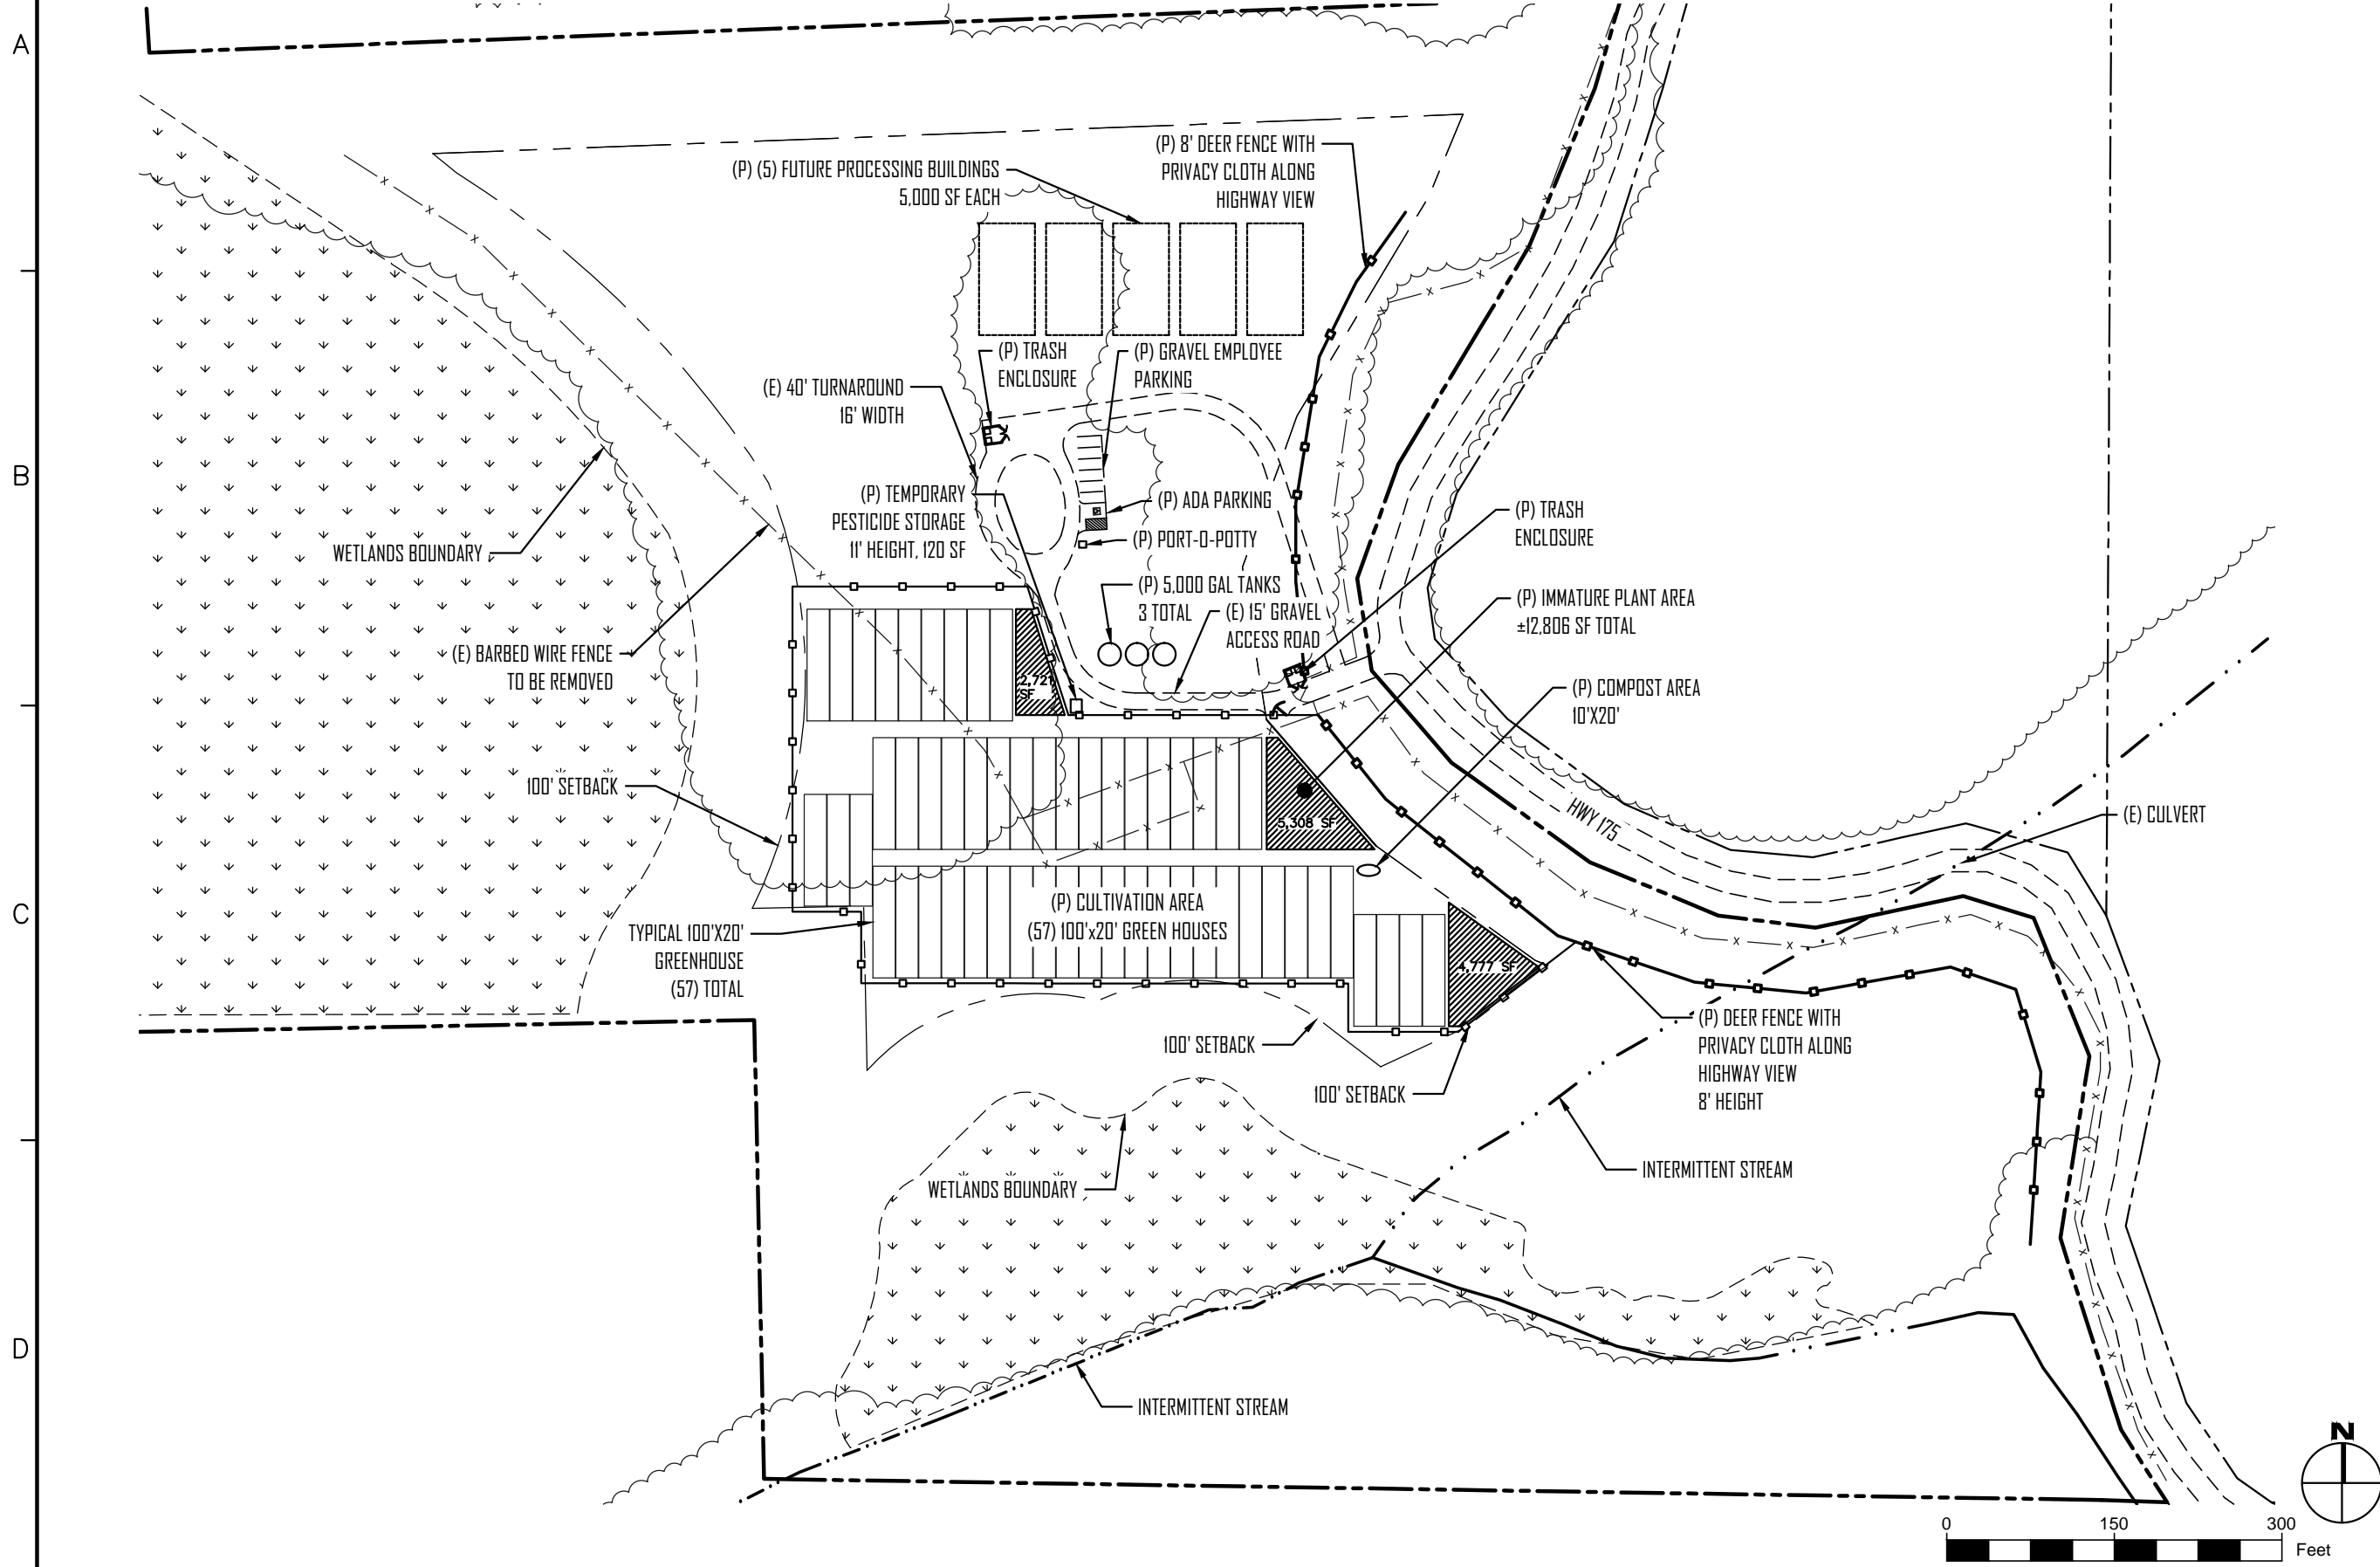 A
(P) 8' DEER FENCE WITH
PRIVACY CLOTH ALONG
HIGHWAY VIEW
(P) (5) FUTURE PROCESSING BUILDINGS
5,000 SF EACH
(P) TRASH
ENCLOSURE
(P) GRAVEL EMPLOYEE
PARKING
(E) 40' TURNAROUND
16' WIDTH
B
(P) TEMPORARY
PESTICIDE STORAGE
11' HEIGHT, 120 SF
(P) ADA PARKING
(P) PORT-O-POTTY
(P) TRASH
ENCLOSURE
WETLANDS BOUNDARY
(P) 5,000 GAL TANKS
3 TOTAL
(E) 15' GRAVEL
ACCESS ROAD
(P) IMMATURE PLANT AREA
±12,806 SF TOTAL
(E) BARBED WIRE FENCE
TO BE REMOVED
2,721
SF
(P) COMPOST AREA
10'X20'
100' SETBACK
5,308 SF
HWY 175
(E) CULVERT
C
(P) CULTIVATION AREA
(57) 100'x20' GREEN HOUSES
TYPICAL 100'X20'
GREENHOUSE
(57) TOTAL
4,777 SF
(P) DEER FENCE WITH
PRIVACY CLOTH ALONG
HIGHWAY VIEW
8' HEIGHT
100' SETBACK
100' SETBACK
INTERMITTENT STREAM
WETLANDS BOUNDARY
D
INTERMITTENT STREAM
N
0 150 300
Feet